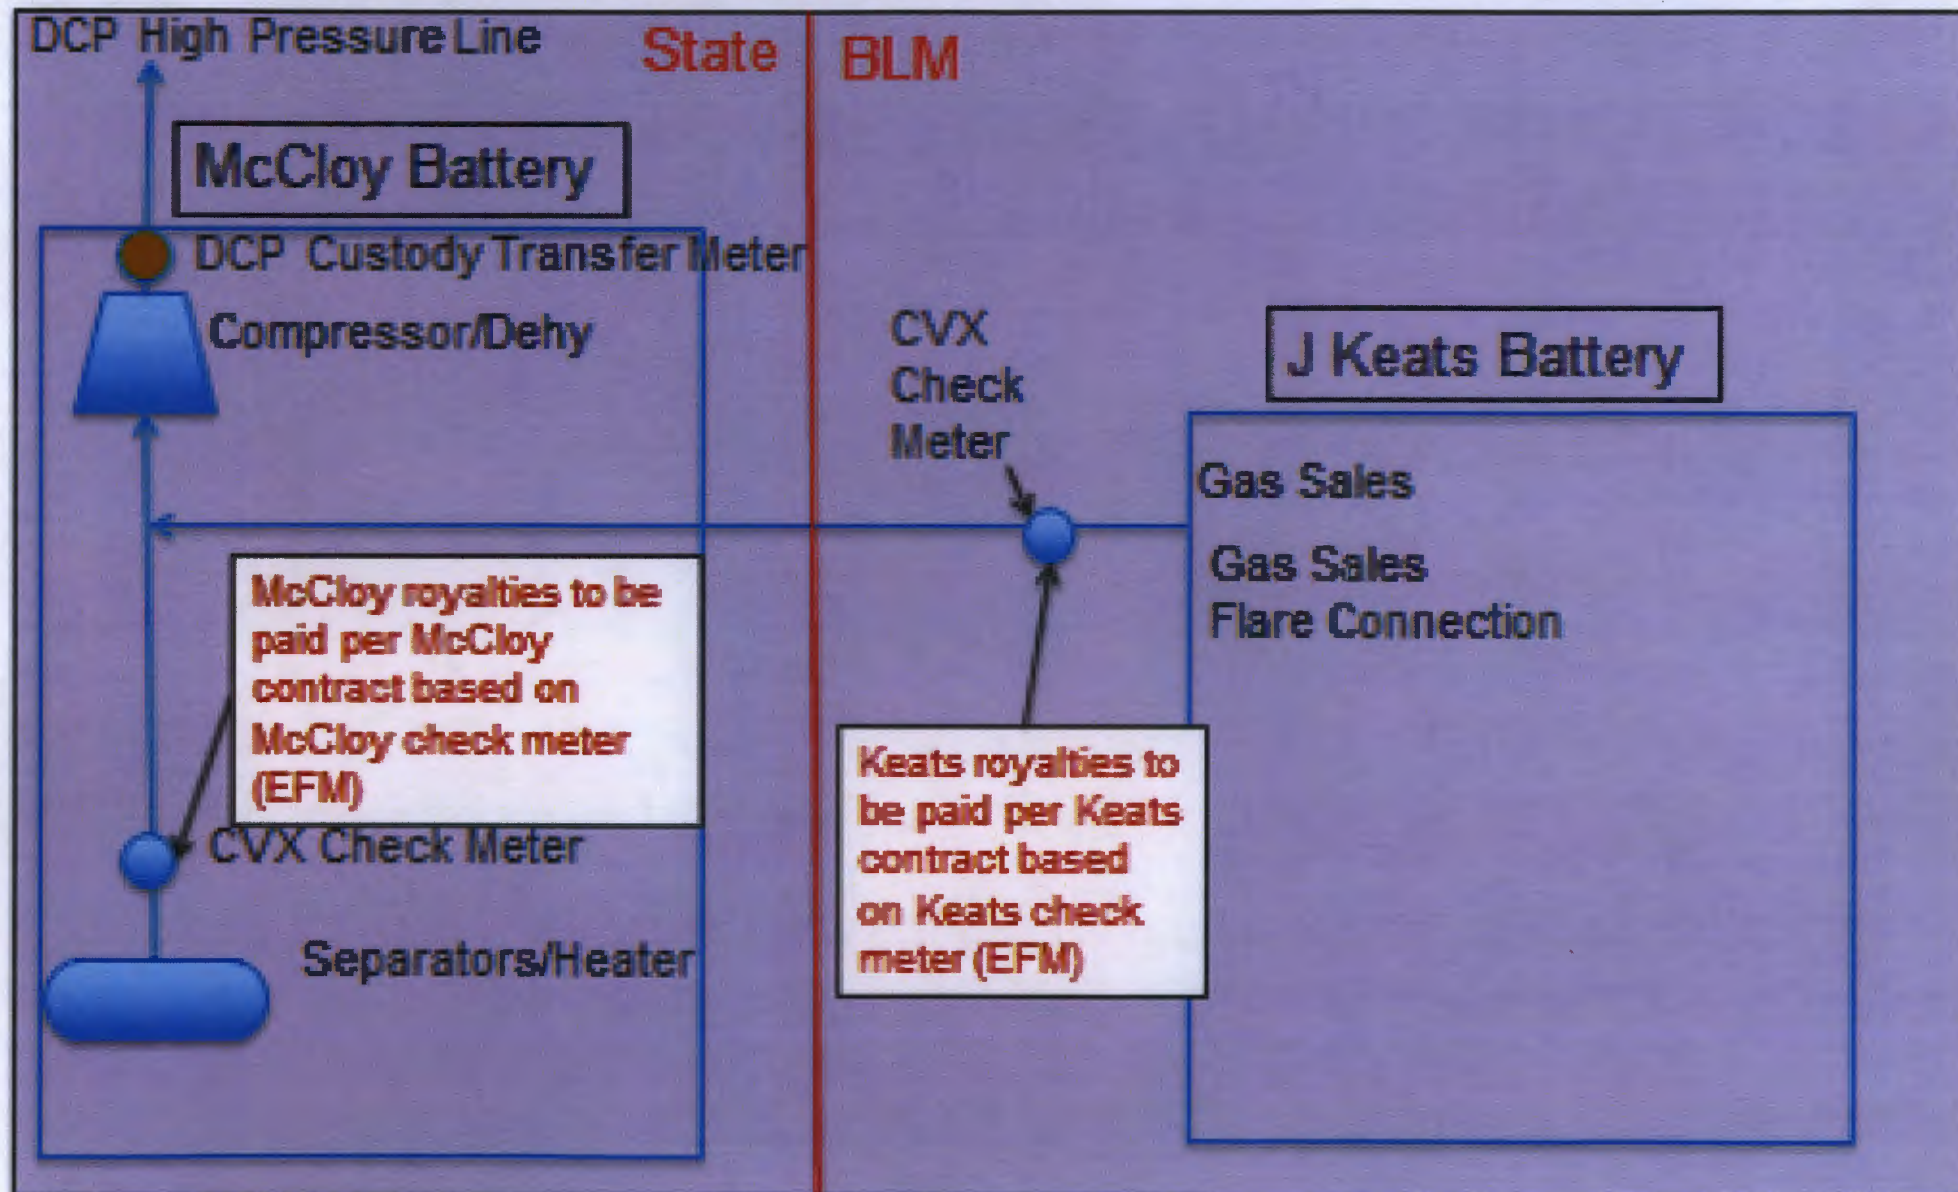 DCP High Pressure Line
State
BLM
McCloy Battery
DCP Custody Transfer Meter
Compressor/Dehy
CVX
Check
Meter
J Keats Battery
Gas Sales
Gas Sales
Flare Connection
McCloy royalties to be
paid per McCloy
contract based on
McCloy check meter
(EFM)
Keats royalties to
be paid per Keats
contract based
on Keats check
meter (EFM)
CVX Check Meter
Separators/Heater